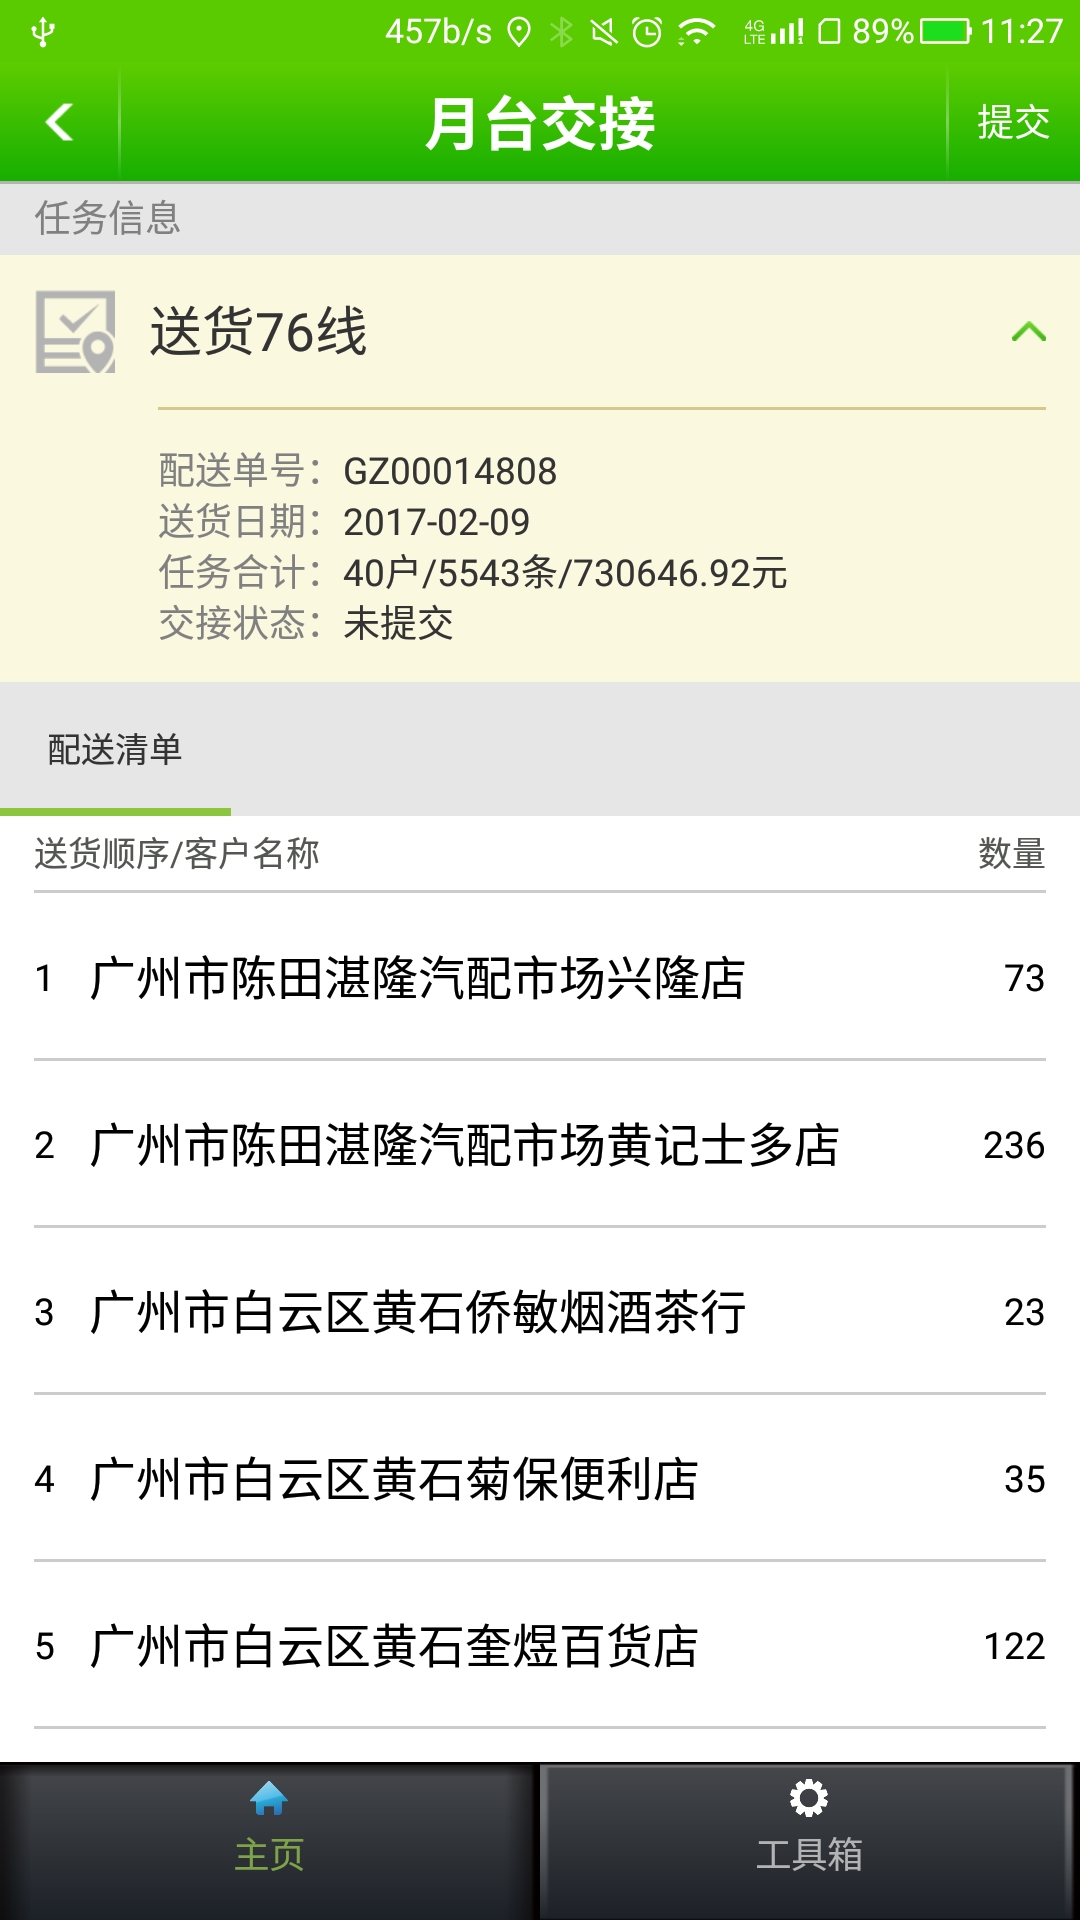 457b/s 4G LTE 1 89% 11:27
月台交接 提交
任务信息
送货76线
配送单号：GZ00014808
送货日期：2017-02-09
任务合计：40户/5543条/730646.92元
交接状态：未提交
配送清单
送货顺序/客户名称 数量
1 广州市陈田湛隆汽配市场兴隆店 73
2 广州市陈田湛隆汽配市场黄记士多店 236
3 广州市白云区黄石侨敏烟酒茶行 23
4 广州市白云区黄石菊保便利店 35
5 广州市白云区黄石奎煜百货店 122
主页 工具箱